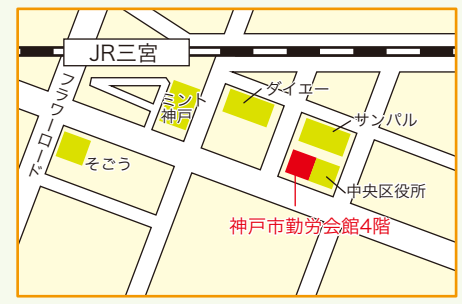 JR三宮
フラワーロード
ミント
神戸
ダイエー
サンパル
そごう
中央区役所
神戸市勤労会館4階